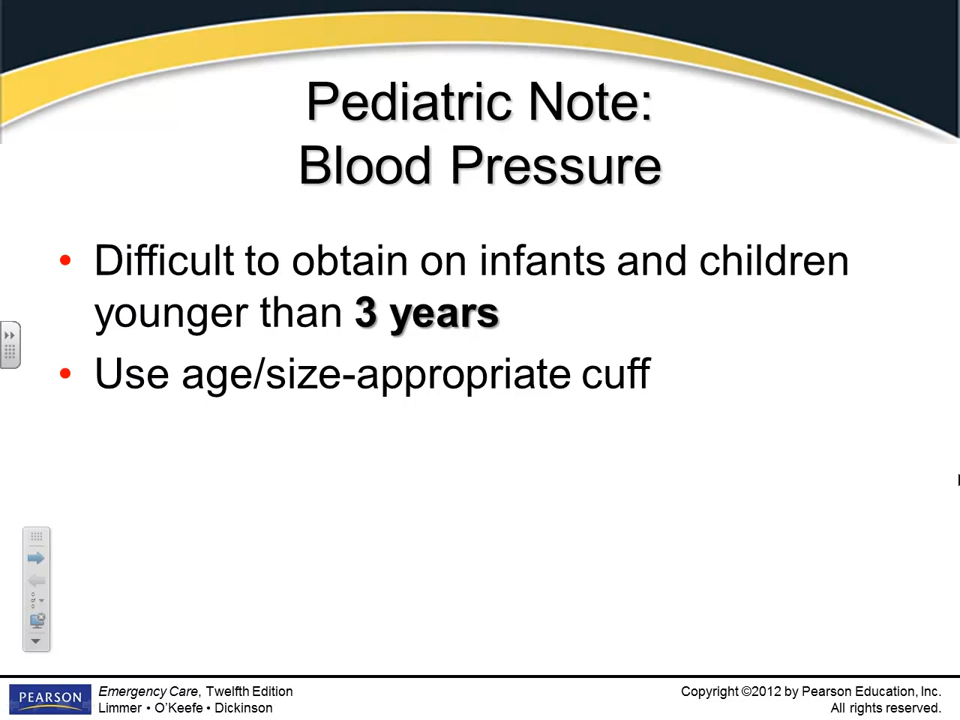 Pediatric Note:
Blood Pressure
• Difficult to obtain on infants and children
younger than 3 years
• Use age/size-appropriate cuff
PEARSON
Emergency Care, Twelfth Edition
Limmer • O’Keefe • Dickinson
Copyright ©2012 by Pearson Education, Inc.
All rights reserved.